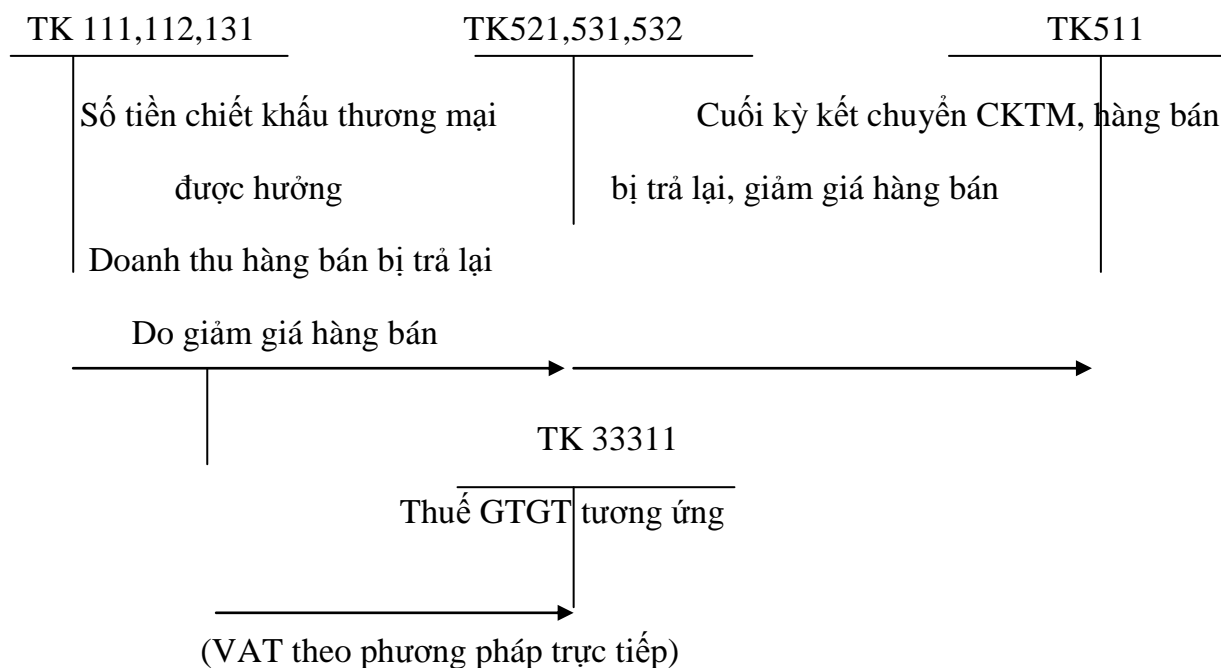 TK 111,112,131
TK521,531,532
TK511
Số tiền chiết khấu thương mại
được hưởng
Doanh thu hàng bán bị trả lại
Do giảm giá hàng bán
Cuối kỳ kết chuyển CKTM, hàng bán
bị trả lại, giảm giá hàng bán
TK 33311
Thuế GTGT tương ứng
(VAT theo phương pháp trực tiếp)